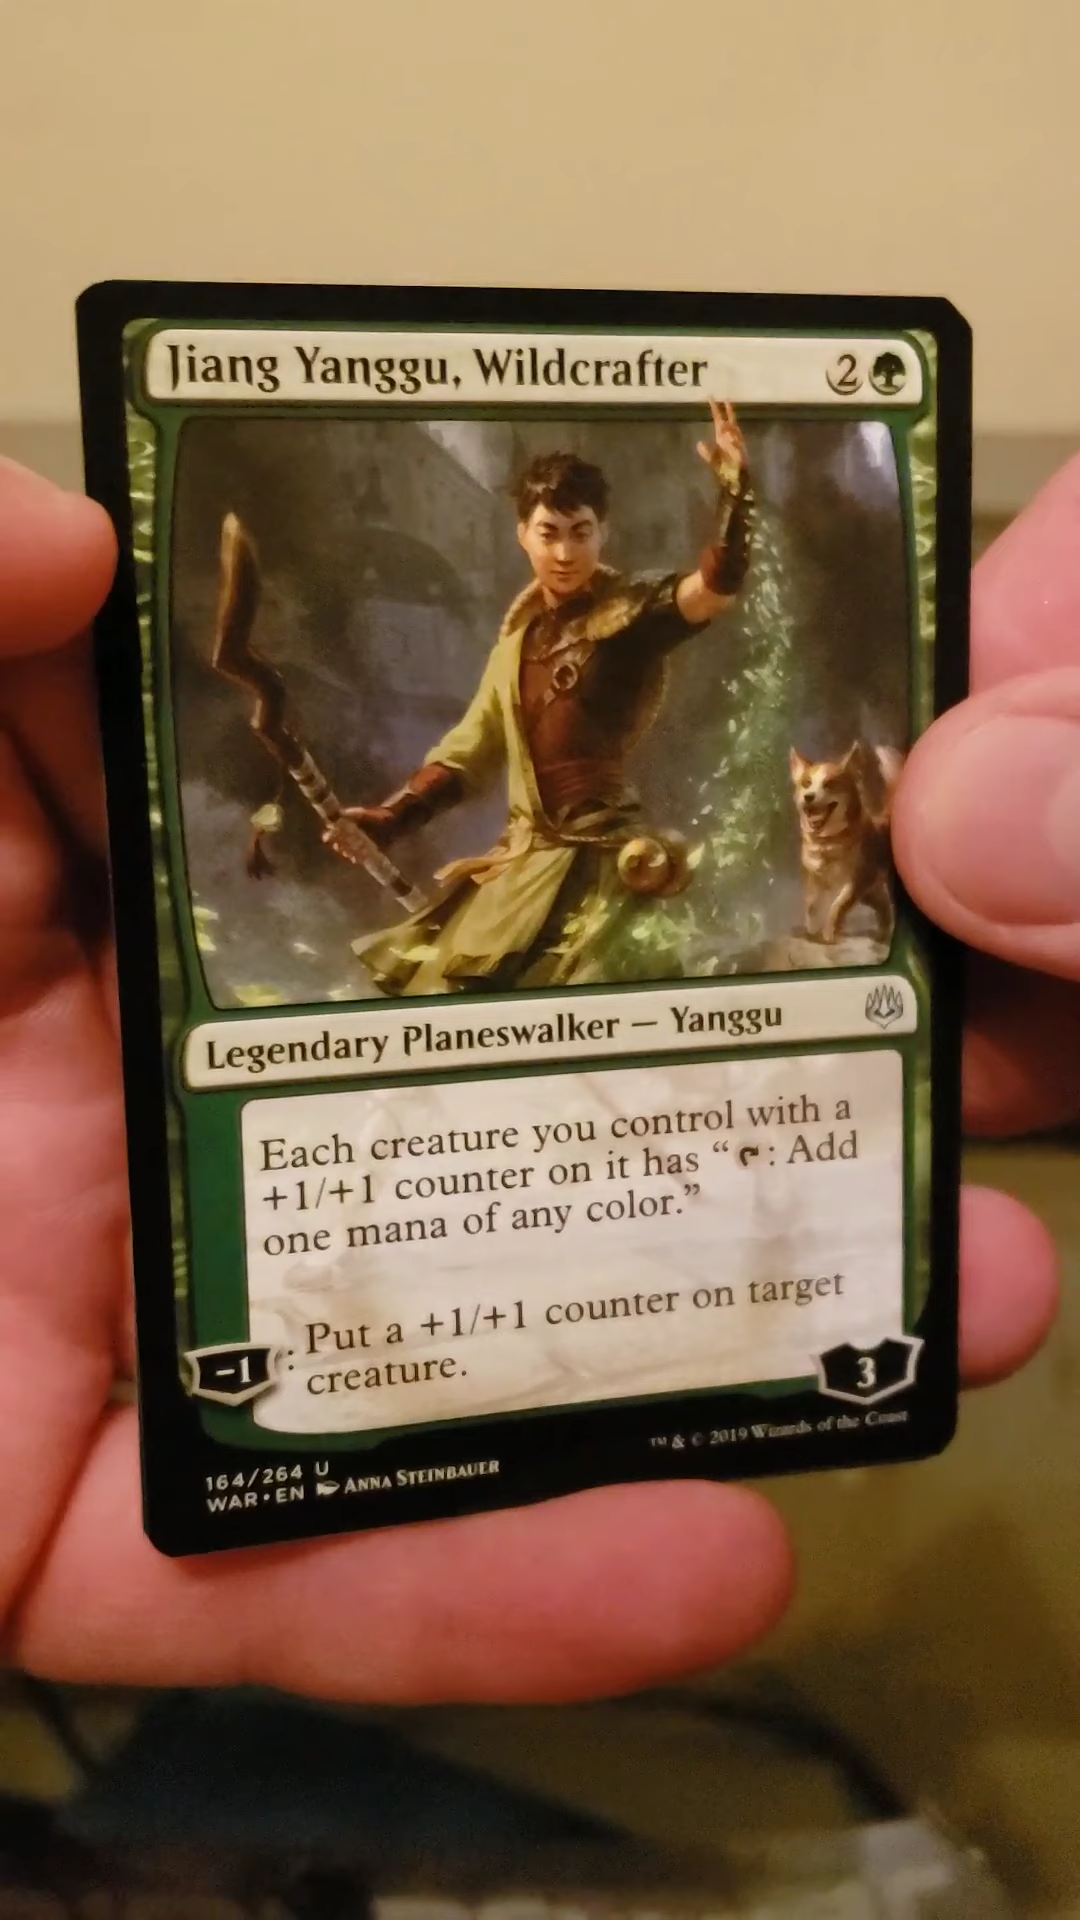 Jiang Yanggu, Wildcrafter 2
Legendary Planeswalker — Yanggu
Each creature you control with a
+1/+1 counter on it has “ : Add
one mana of any color.”
-1 : Put a +1/+1 counter on target
creature.
3
164/264 U
WAR • EN Anna Steinbauer
™ & © 2019 Wizards of the Coast